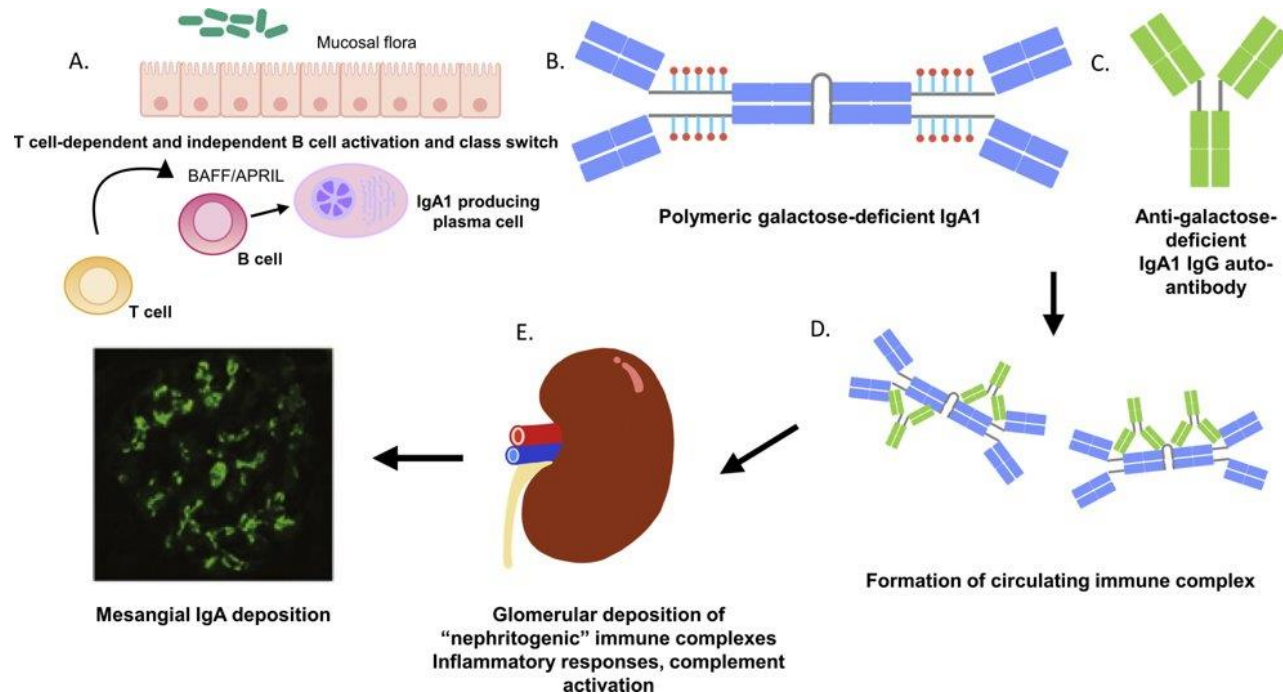 A.
Mucosal flora
T cell-dependent and independent B cell activation and class switch
BAFF/APRIL
IgA1 producing
plasma cell
B cell
T cell
B.
Polymeric galactose-deficient IgA1
C.
Anti-galactose-
deficient
IgA1 IgG auto-
antibody
D.
Formation of circulating immune complex
E.
Glomerular deposition of
“nephritogenic” immune complexes
Inflammatory responses, complement
activation
Mesangial IgA deposition